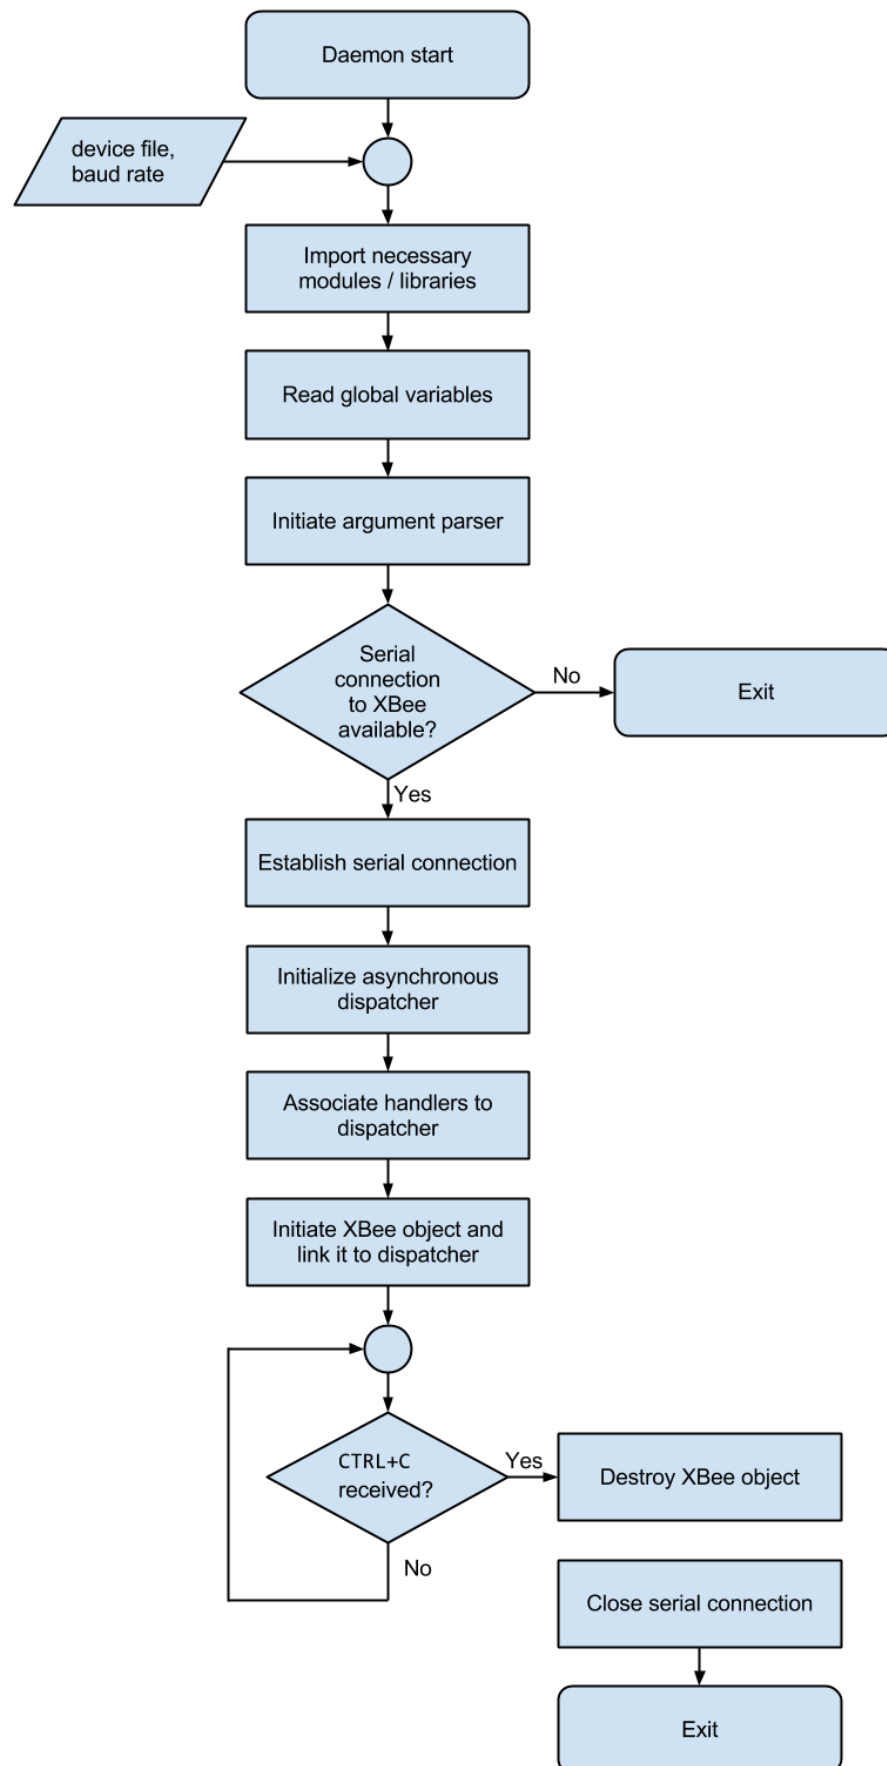 Daemon start
device file,
baud rate
Import necessary
modules / libraries
Read global variables
Initiate argument parser
Serial
connection
to XBee
available?
No
Exit
Yes
Establish serial connection
Initialize asynchronous
dispatcher
Associate handlers to
dispatcher
Initiate XBee object and
link it to dispatcher
CTRL+C
received?
Yes
Destroy XBee object
No
Close serial connection
Exit